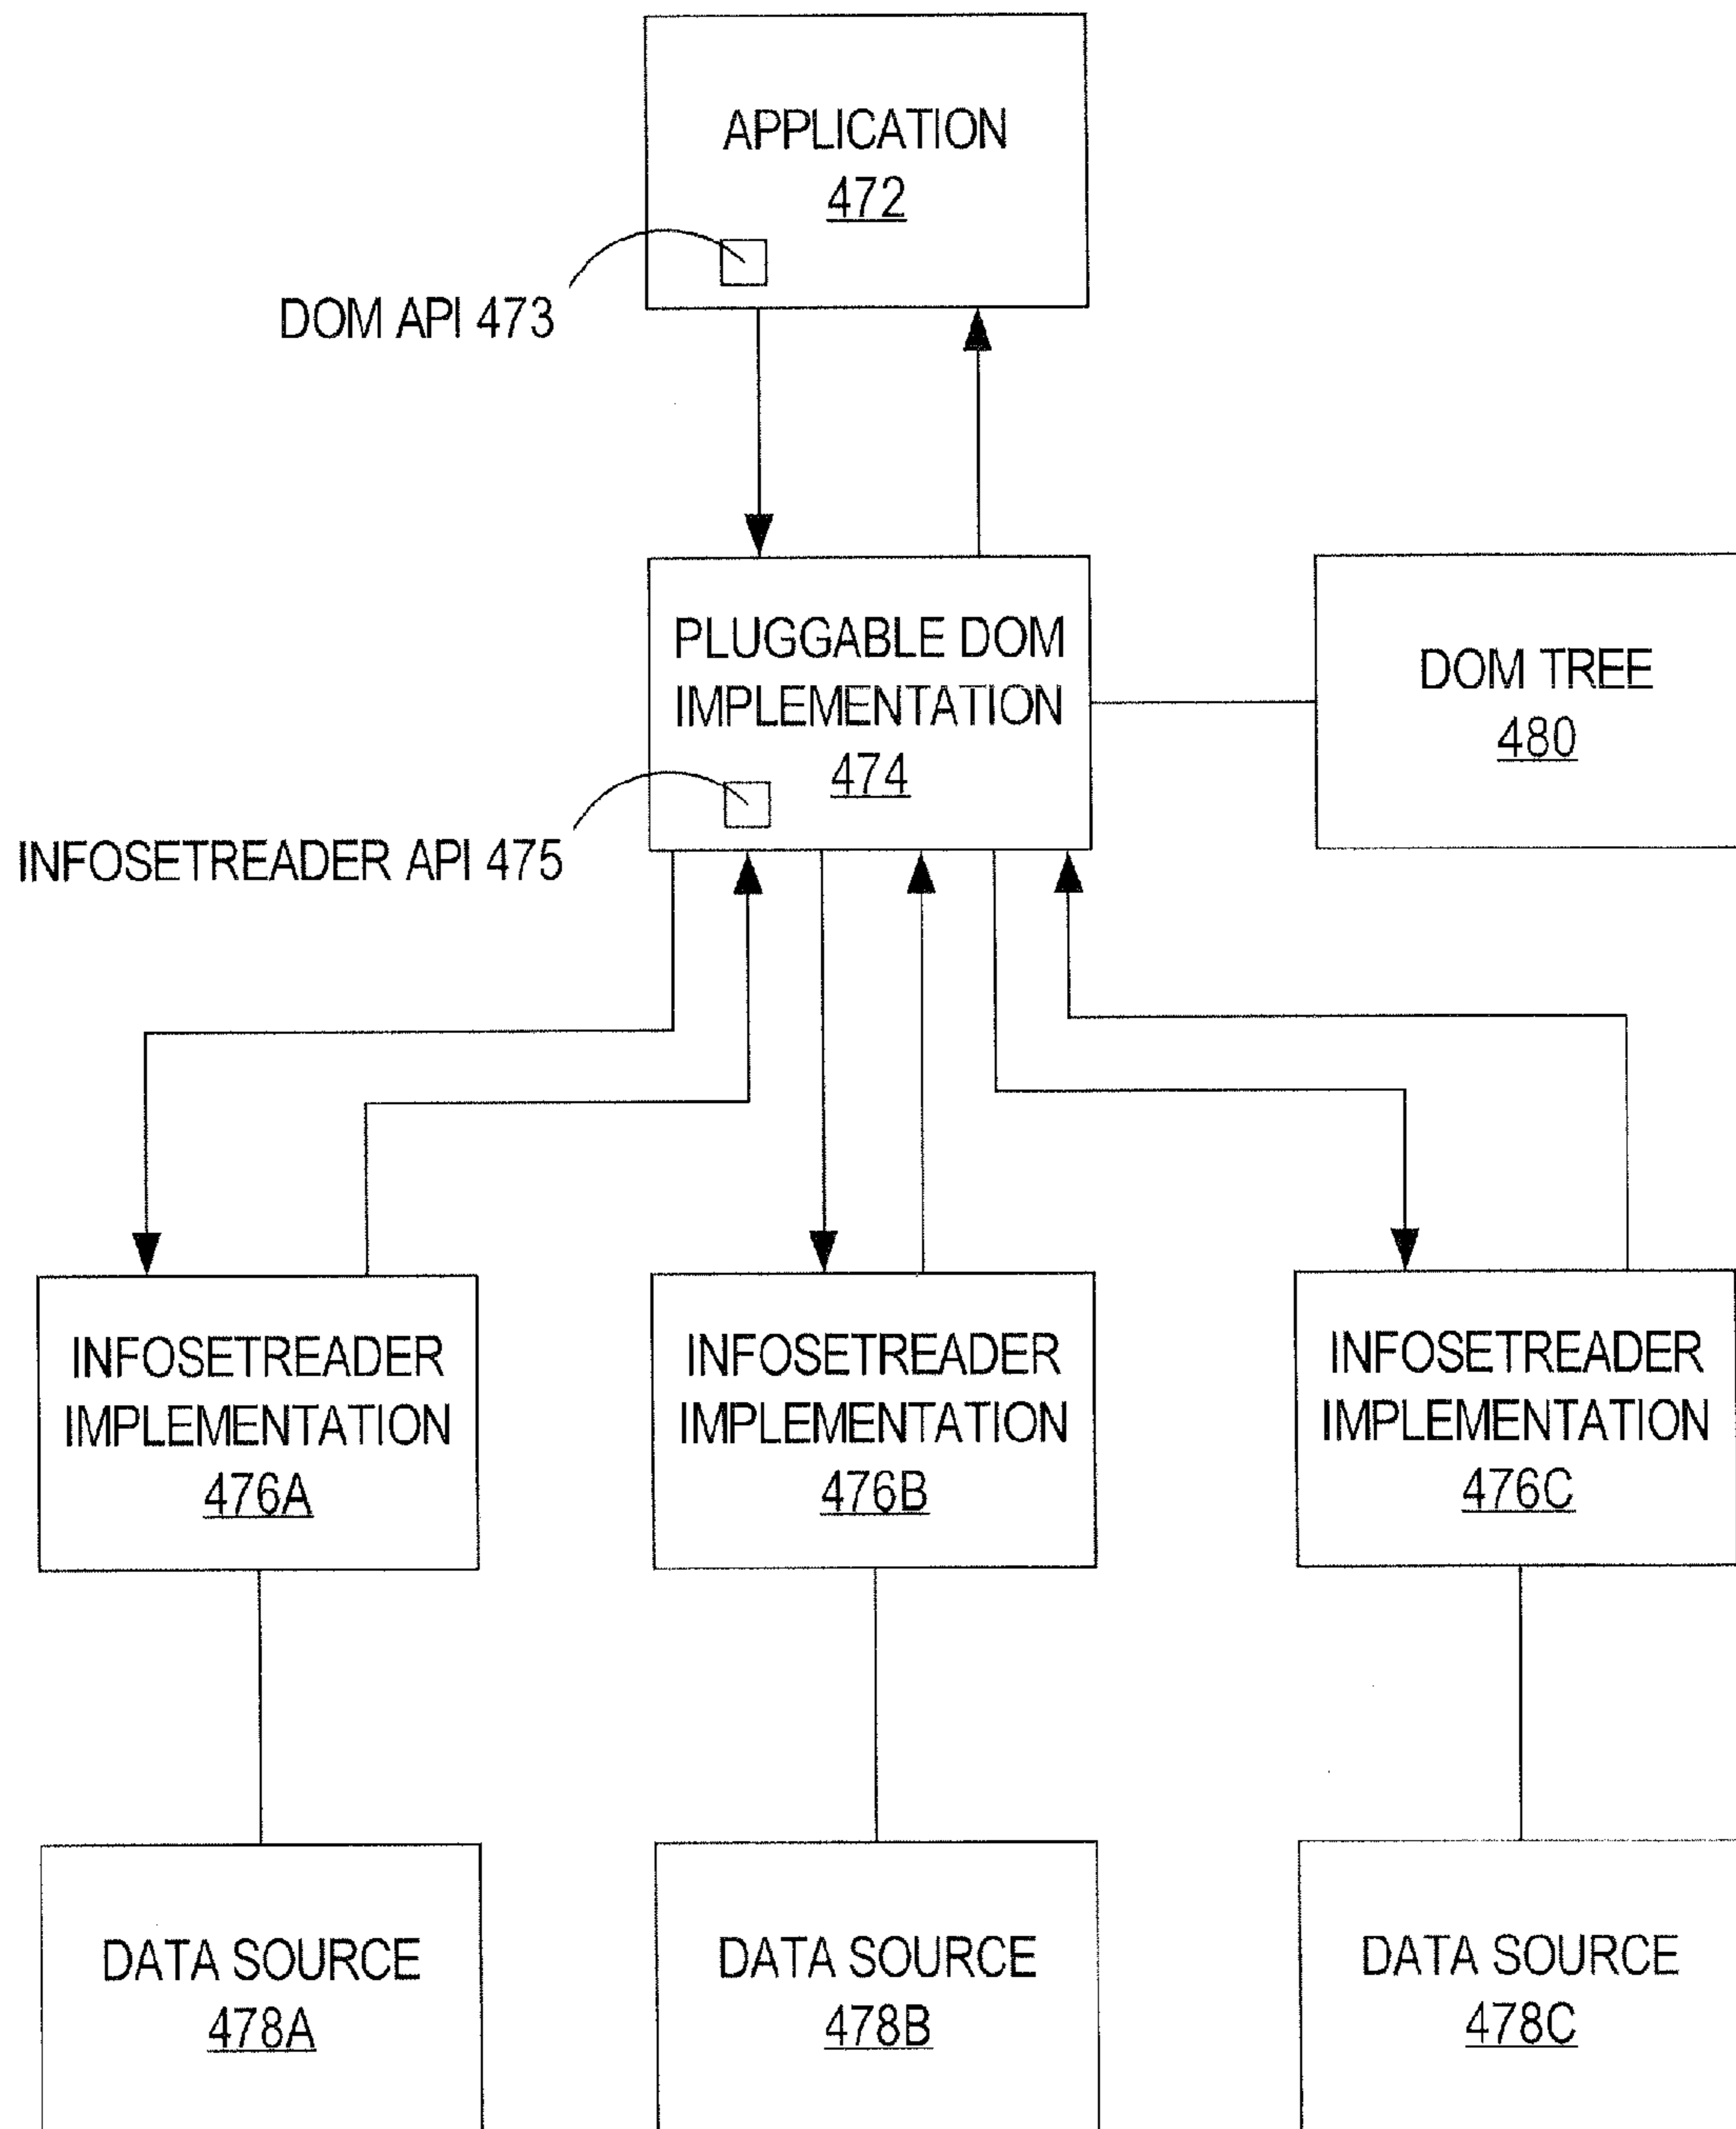 APPLICATION
472
DOM API 473
PLUGGABLE DOM
IMPLEMENTATION
474
DOM TREE
480
INFOSETREADER API 475
INFOSETREADER
IMPLEMENTATION
476A
INFOSETREADER
IMPLEMENTATION
476B
INFOSETREADER
IMPLEMENTATION
476C
DATA SOURCE
478A
DATA SOURCE
478B
DATA SOURCE
478C